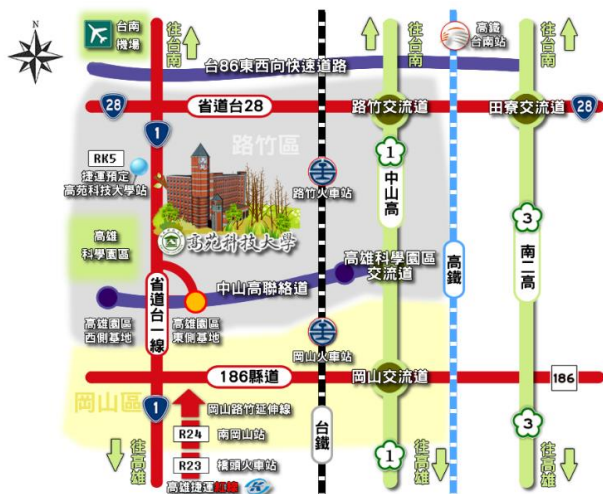 N
台南
機場
往台南
往台南
高鐵
台南站
往台南
台86東西向快速道路
28
省道台28
路竹交流道
田寮交流道
28
1
路竹區
RK5
捷運預定
高苑科技大學站
路竹火車站
1
中山高
高苑科技大學
高雄
科學園區
高雄科學園區
交流道
3
南二高
高鐵
省道台一線
中山高聯絡道
高雄園區
西側基地
高雄園區
東側基地
岡山火車站
186縣道
岡山交流道
186
岡山區
1
岡山路竹延伸線
R24
南岡山站
台鐵
1
3
往高雄
R23
橋頭火車站
往高雄
往高雄
高雄捷運紅線